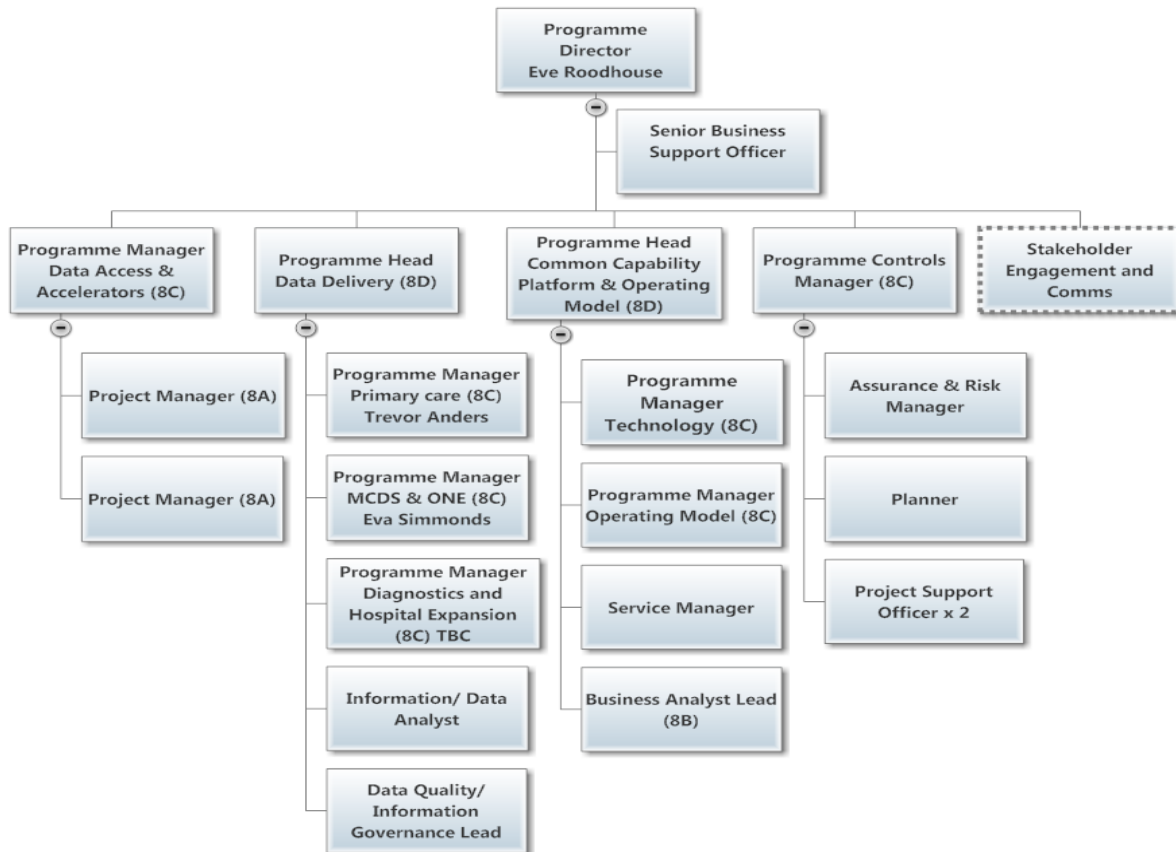 Programme
Director
Eve Roodhouse
Senior Business
Support Officer
Programme Manager
Data Access &
Accelerators (8C)
Programme Head
Data Delivery (8D)
Programme Head
Common Capability
Platform & Operating
Model (8D)
Programme Controls
Manager (8C)
Stakeholder
Engagement and
Comms
Project Manager (8A)
Project Manager (8A)
Programme Manager
Primary care (8C)
Trevor Anders
Programme Manager
MCDS & ONE (8C)
Eva Simmonds
Programme Manager
Diagnostics and
Hospital Expansion
(8C) TBC
Information/ Data
Analyst
Data Quality/
Information
Governance Lead
Programme
Manager
Technology (8C)
Programme Manager
Operating Model (8C)
Service Manager
Business Analyst Lead
(8B)
Assurance & Risk
Manager
Planner
Project Support
Officer x 2